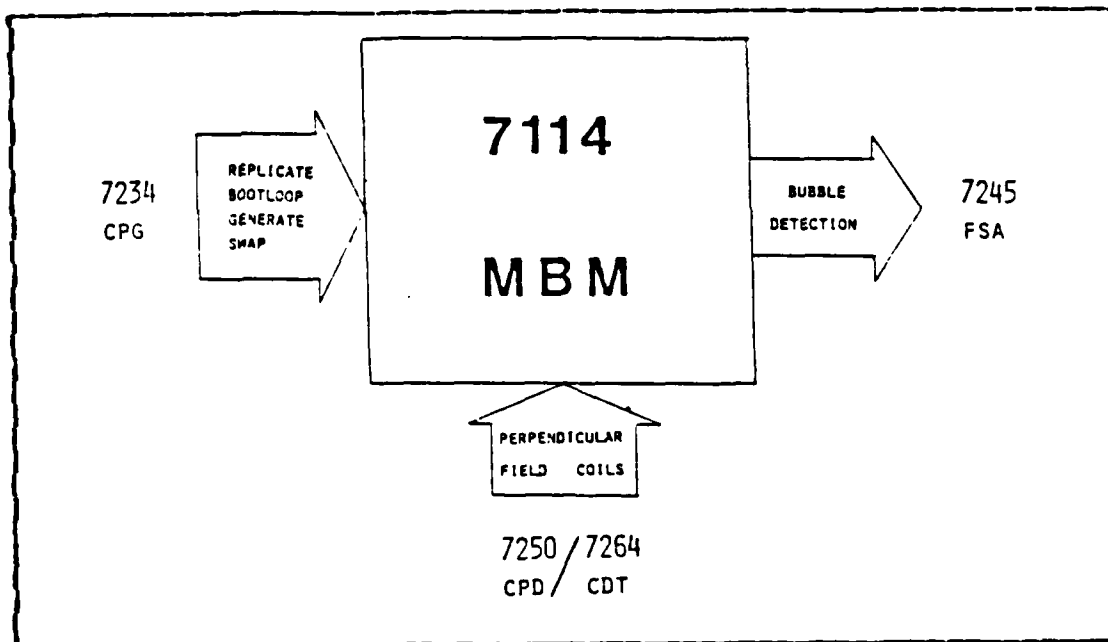 7114
MBM
7234
CPG
REPLICATE
BOOTLOOP
GENERATE
SWAP
BUBBLE
DETECTION
7245
FSA
PERPENDICULAR
FIELD COILS
7250/7264
CPD/CDT